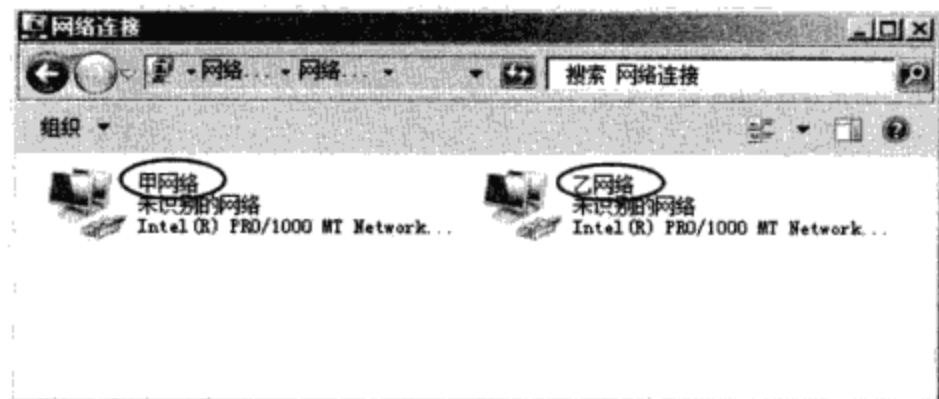 网络连接
网络... 网络... 搜索 网络连接
组织
甲网络 乙网络
未识别的网络 未识别的网络
Intel(R) PRO/1000 MT Network... Intel(R) PRO/1000 MT Network...